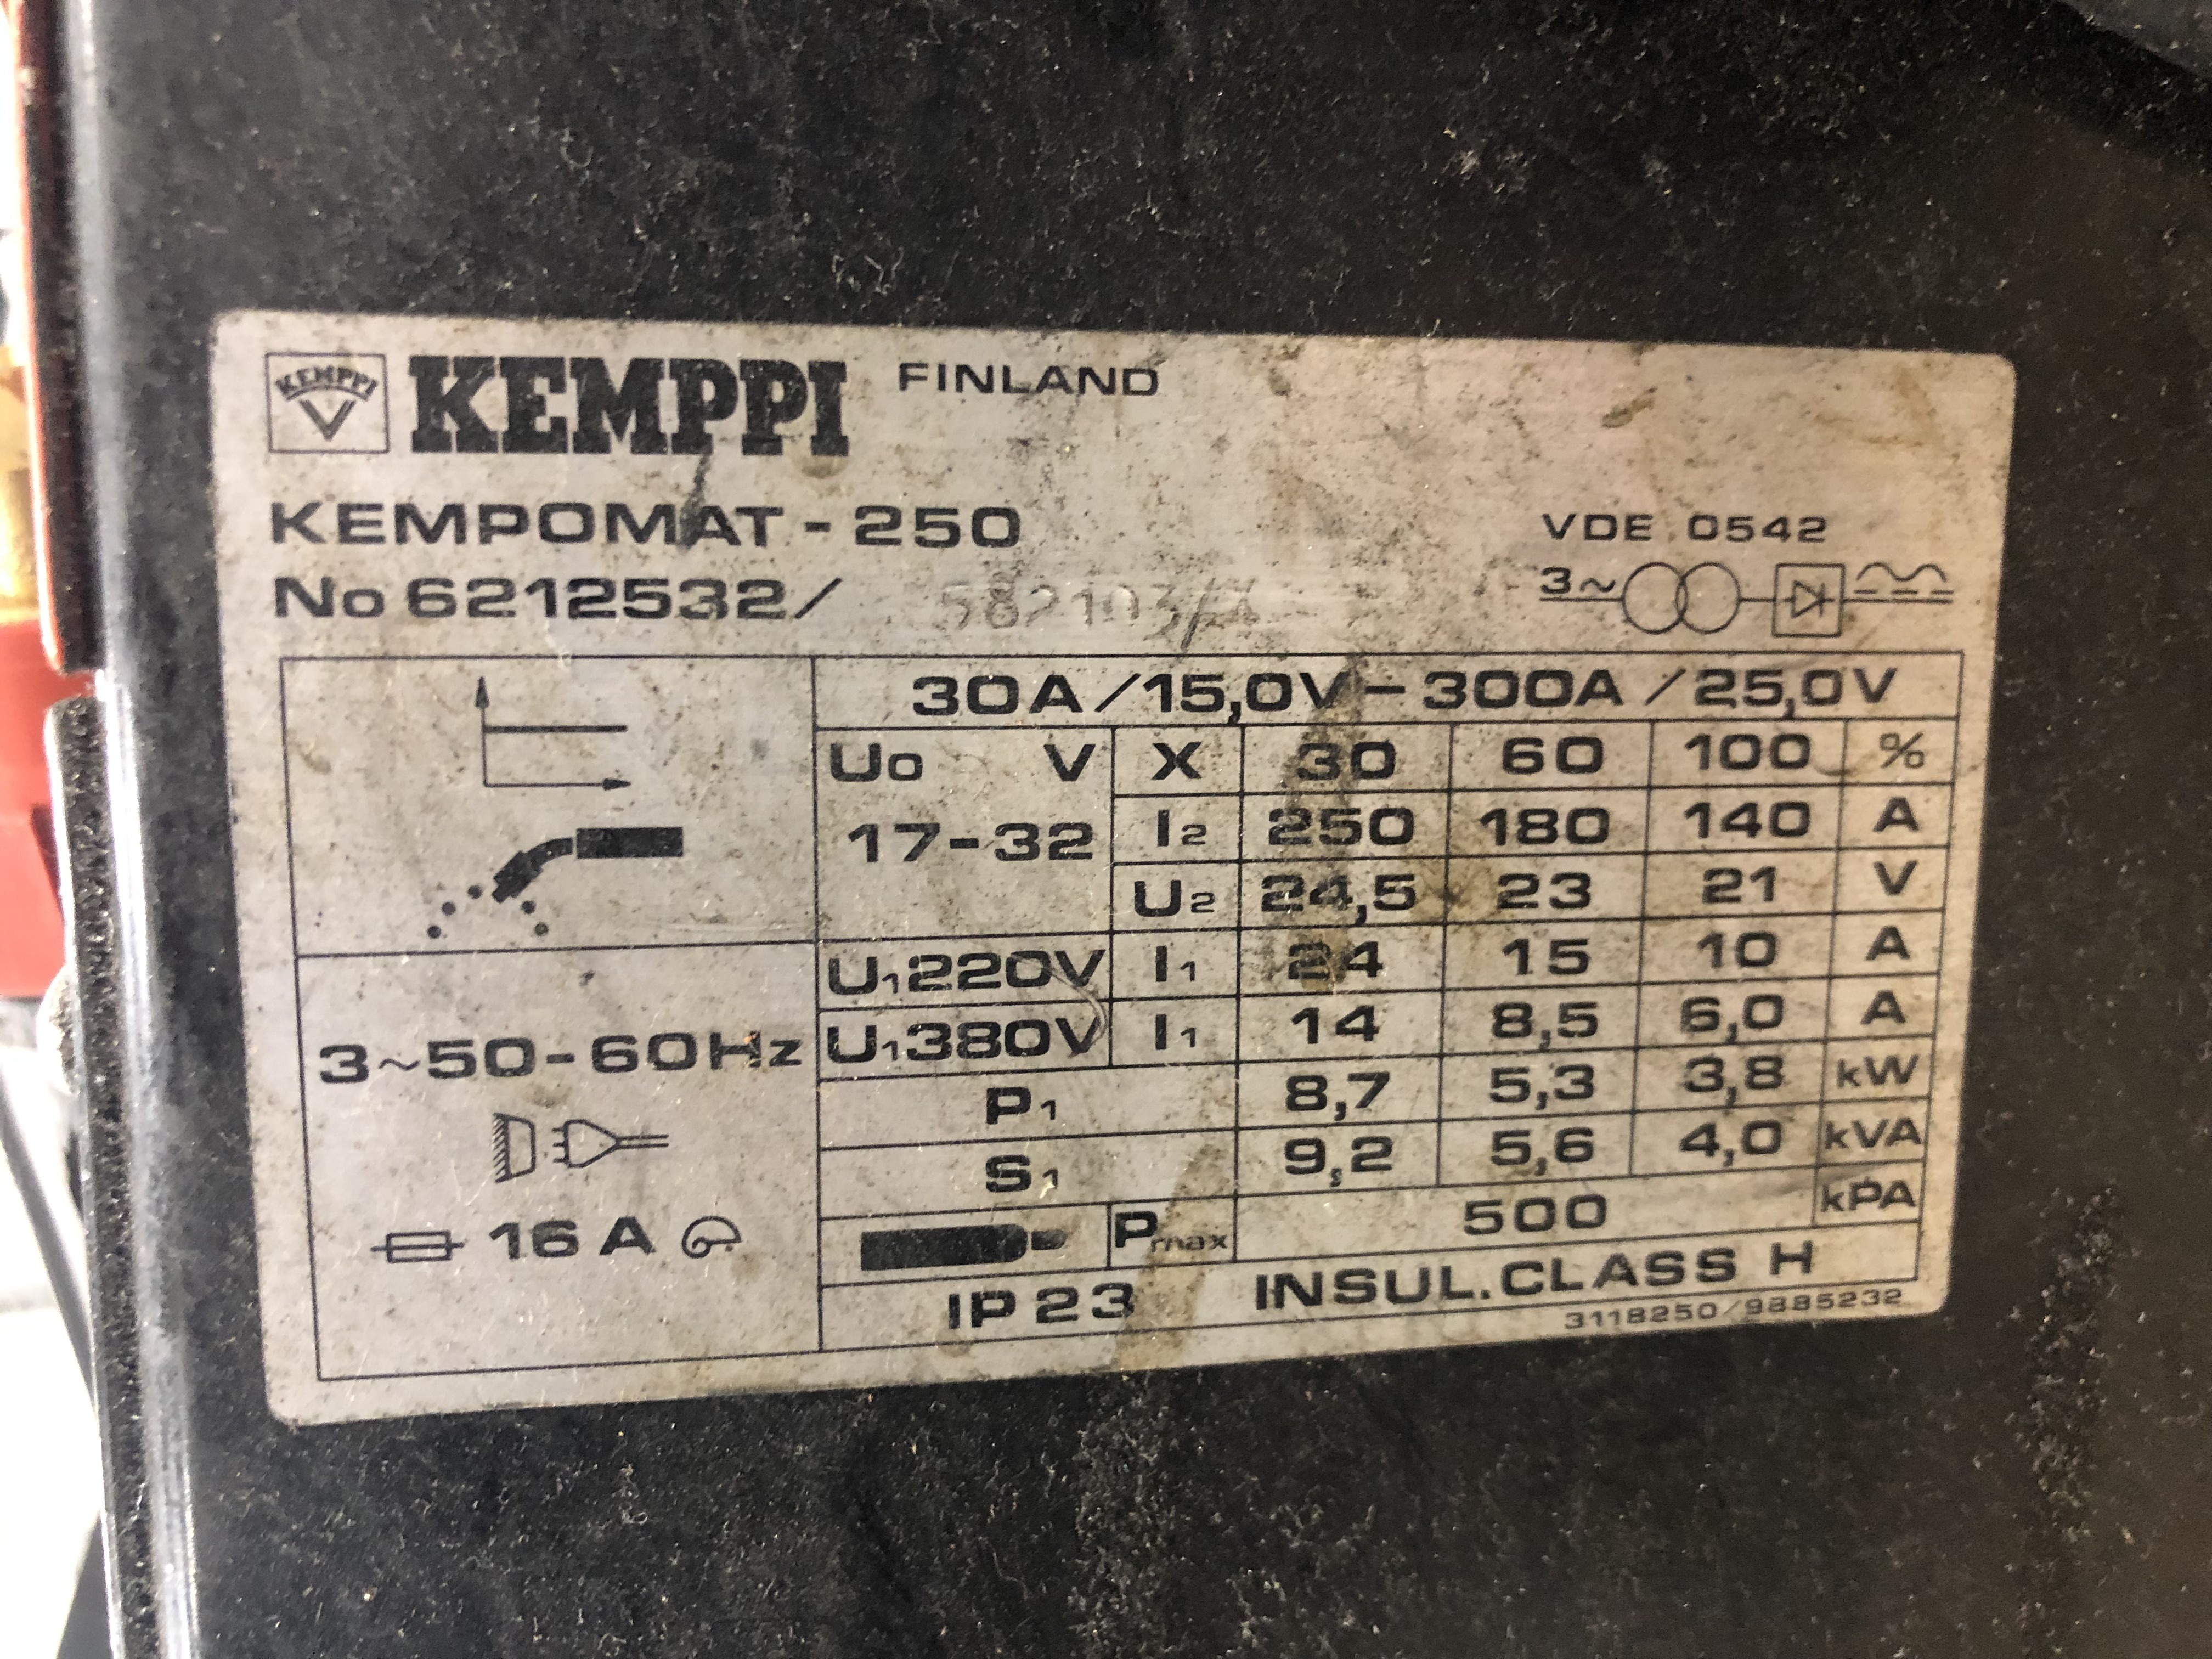 KEMPPI
KEMPPI FINLAND
KEMPOMAT - 250
No 6212532/
VDE 0542
3~
30A/15,0V - 300A/25,0V
Uo V X 30 60 100 %
17-32 I2 250 180 140 A
U2 24,5 23 21 V
U1 220V I1 24 15 10 A
3~50-60Hz U1 380V I1 14 8,5 6,0 A
P1 8,7 5,3 3,8 kW
S1 9,2 5,6 4,0 kVA
16 A Pmax 500 kPA
IP 23 INSUL.CLASS H
3118250/9885232